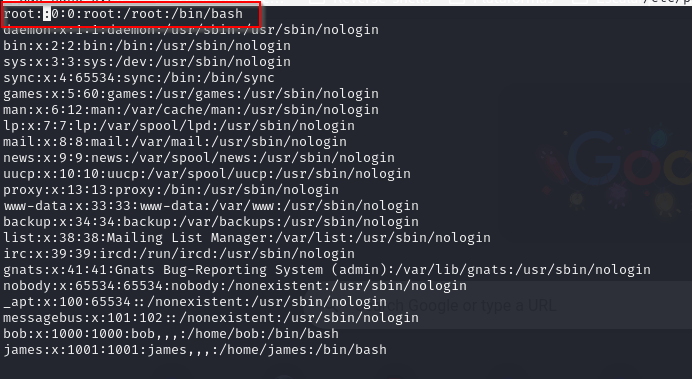 root::0:0:root:/root:/bin/bash
daemon:x:1:1:daemon:/usr/sbin:/usr/sbin/nologin
bin:x:2:2:bin:/bin:/usr/sbin/nologin
sys:x:3:3:sys:/dev:/usr/sbin/nologin
sync:x:4:65534:sync:/bin:/bin/sync
games:x:5:60:games:/usr/games:/usr/sbin/nologin
man:x:6:12:man:/var/cache/man:/usr/sbin/nologin
lp:x:7:7:lp:/var/spool/lpd:/usr/sbin/nologin
mail:x:8:8:mail:/var/mail:/usr/sbin/nologin
news:x:9:9:news:/var/spool/news:/usr/sbin/nologin
uucp:x:10:10:uucp:/var/spool/uucp:/usr/sbin/nologin
proxy:x:13:13:proxy:/bin:/usr/sbin/nologin
www-data:x:33:33:www-data:/var/www:/usr/sbin/nologin
backup:x:34:34:backup:/var/backups:/usr/sbin/nologin
list:x:38:38:Mailing List Manager:/var/list:/usr/sbin/nologin
irc:x:39:39:ircd:/run/ircd:/usr/sbin/nologin
gnats:x:41:41:Gnats Bug-Reporting System (admin):/var/lib/gnats:/usr/sbin/nologin
nobody:x:65534:65534:nobody:/nonexistent:/usr/sbin/nologin
_apt:x:100:65534::/nonexistent:/usr/sbin/nologin
messagebus:x:101:102::/nonexistent:/usr/sbin/nologin
bob:x:1000:1000:bob,,,:/home/bob:/bin/bash
james:x:1001:1001:james,,,:/home/james:/bin/bash
Goo
ch Google or type a URL